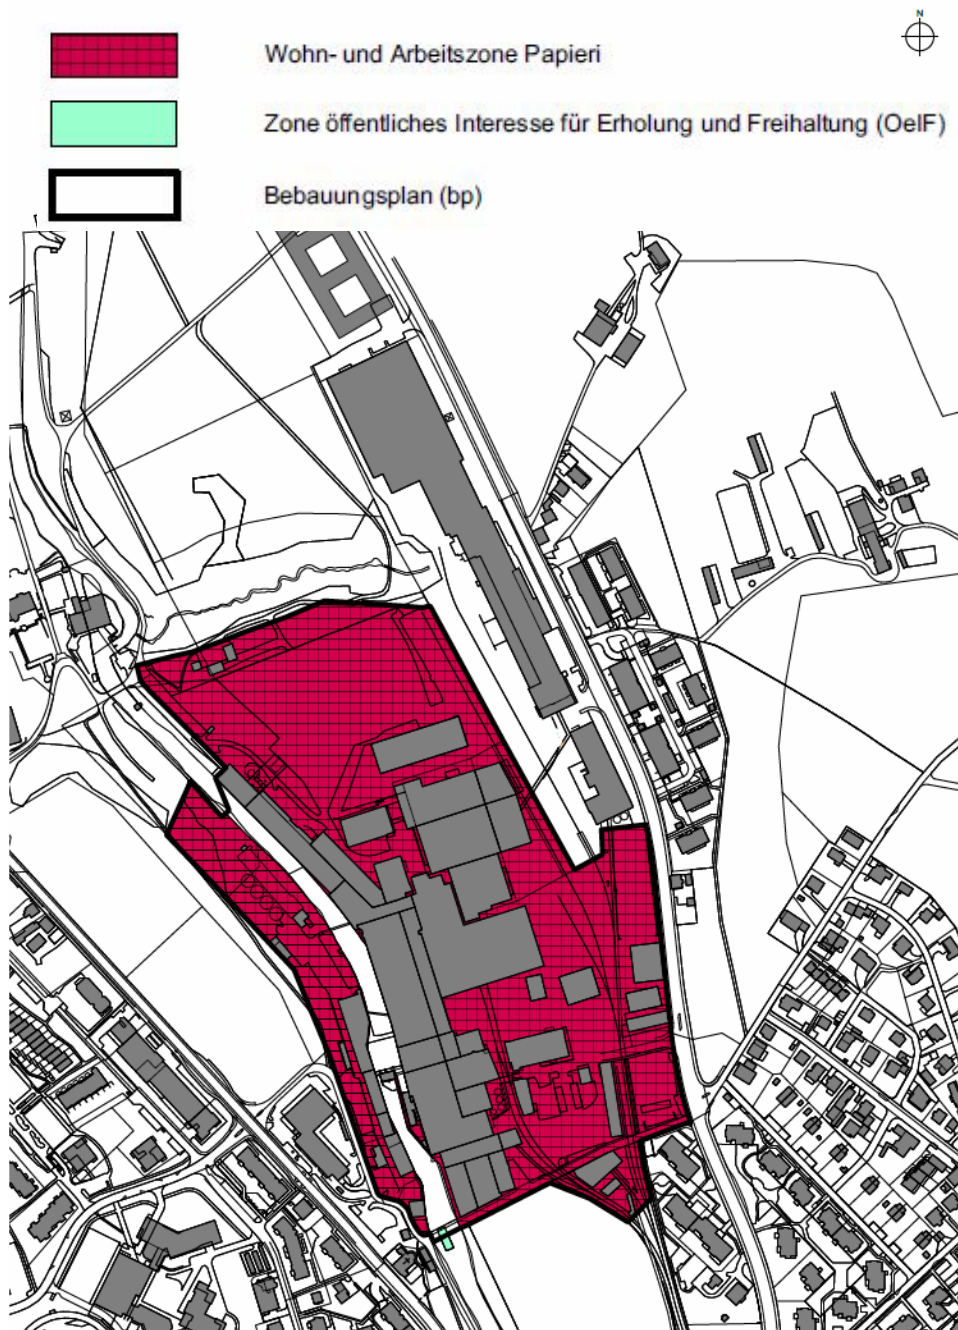 N
Wohn- und Arbeitszone Papieri
Zone öffentliches Interesse für Erholung und Freihaltung (OeIF)
Bebauungsplan (bp)